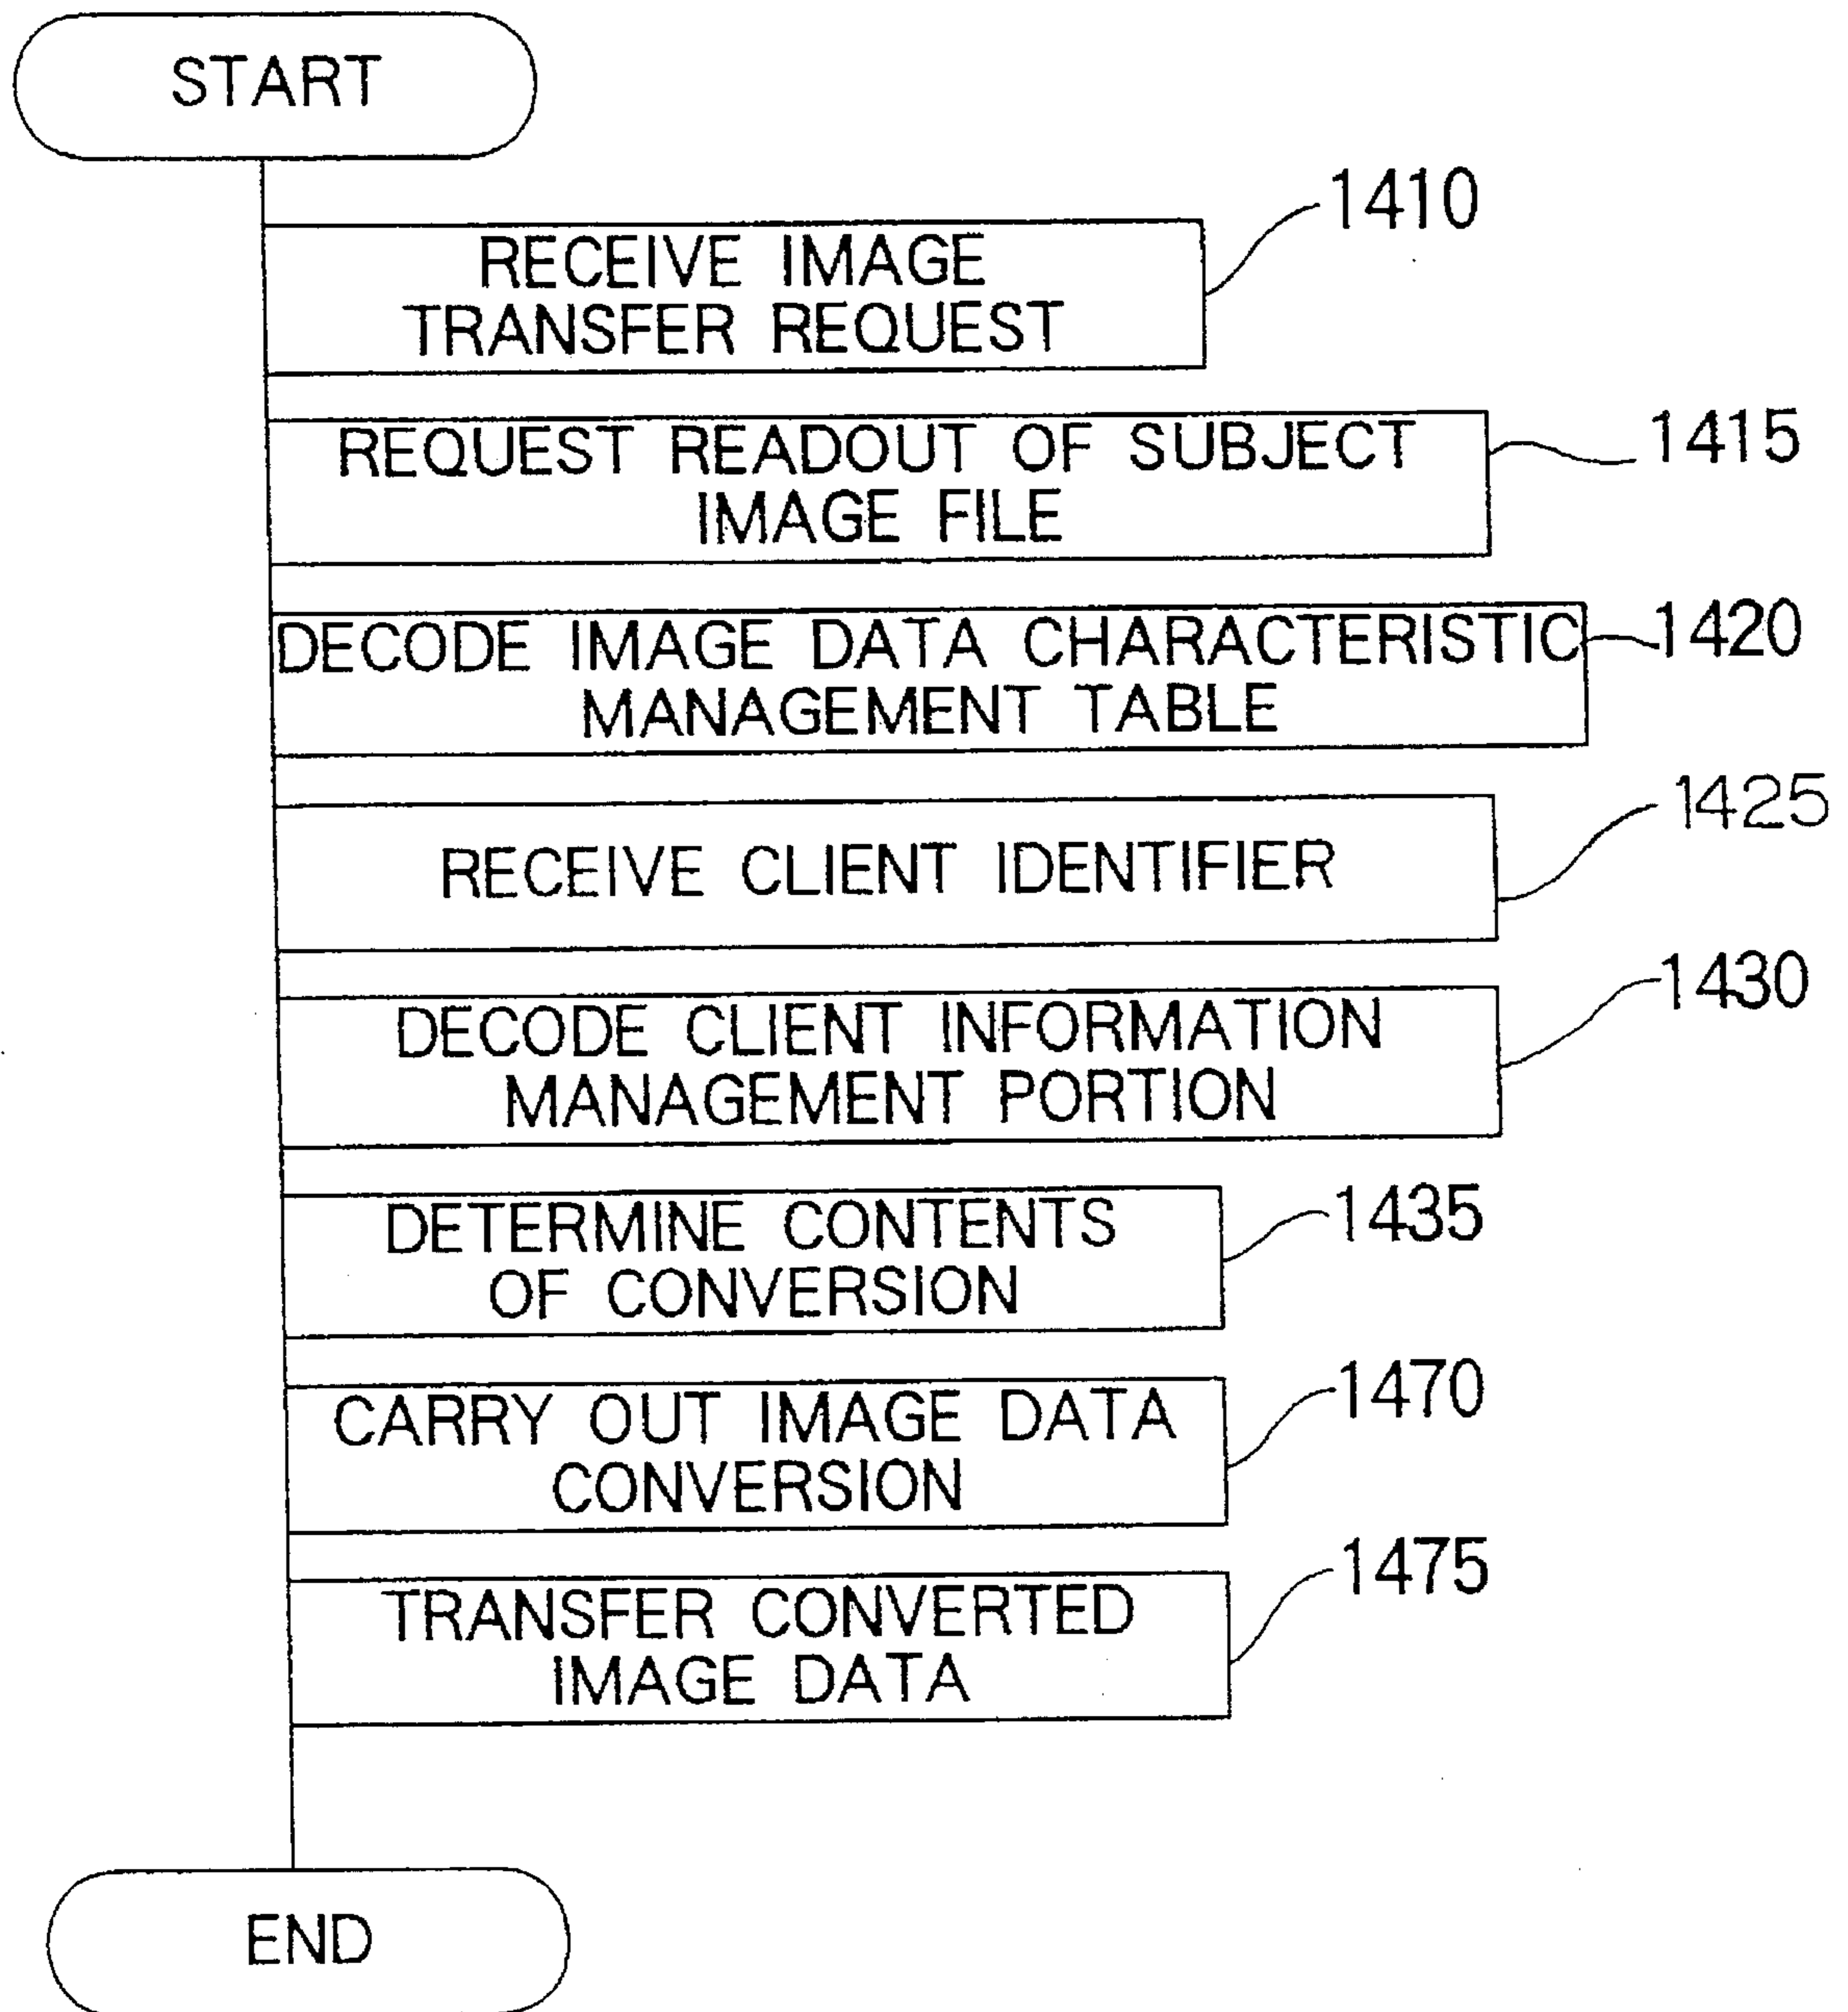 START
1410
RECEIVE IMAGE
TRANSFER REQUEST
1415
REQUEST READOUT OF SUBJECT
IMAGE FILE
1420
DECODE IMAGE DATA CHARACTERISTIC
MANAGEMENT TABLE
1425
RECEIVE CLIENT IDENTIFIER
1430
DECODE CLIENT INFORMATION
MANAGEMENT PORTION
1435
DETERMINE CONTENTS
OF CONVERSION
1470
CARRY OUT IMAGE DATA
CONVERSION
1475
TRANSFER CONVERTED
IMAGE DATA
END